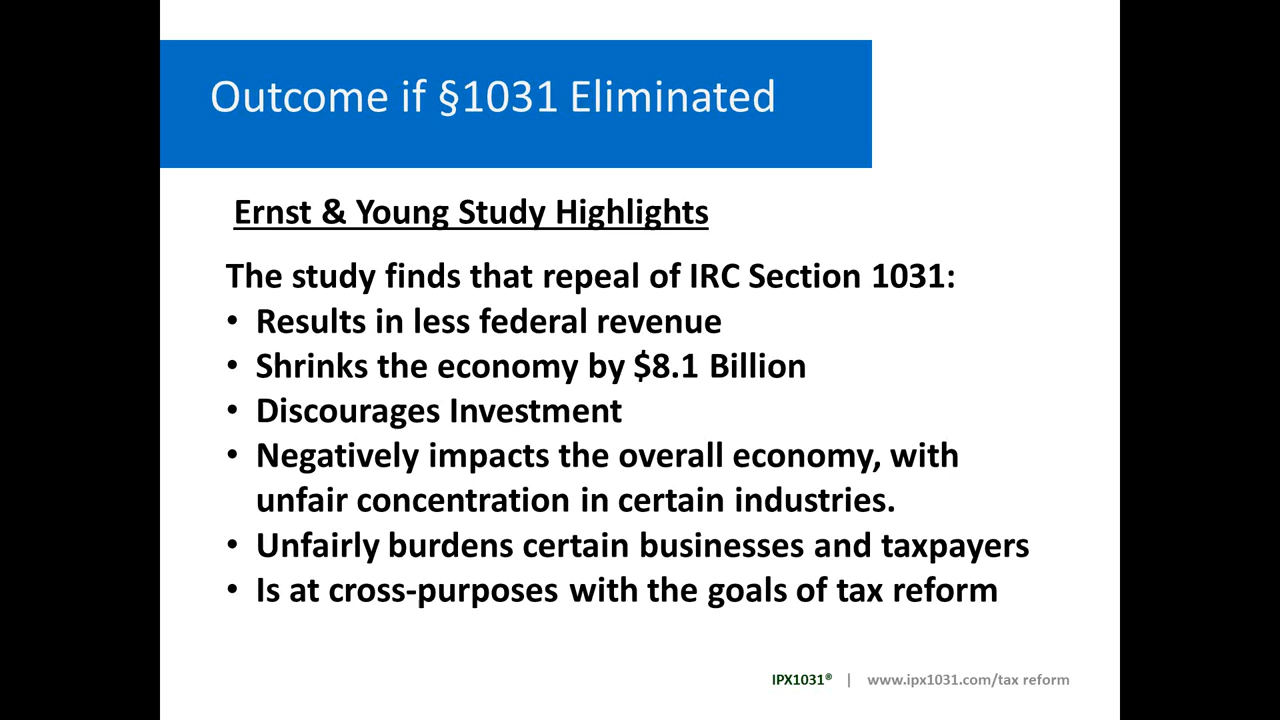 Outcome if §1031 Eliminated
Ernst & Young Study Highlights
The study finds that repeal of IRC Section 1031:
• Results in less federal revenue
• Shrinks the economy by $8.1 Billion
• Discourages Investment
• Negatively impacts the overall economy, with
unfair concentration in certain industries.
• Unfairly burdens certain businesses and taxpayers
• Is at cross-purposes with the goals of tax reform
IPX1031® | www.ipx1031.com/tax reform